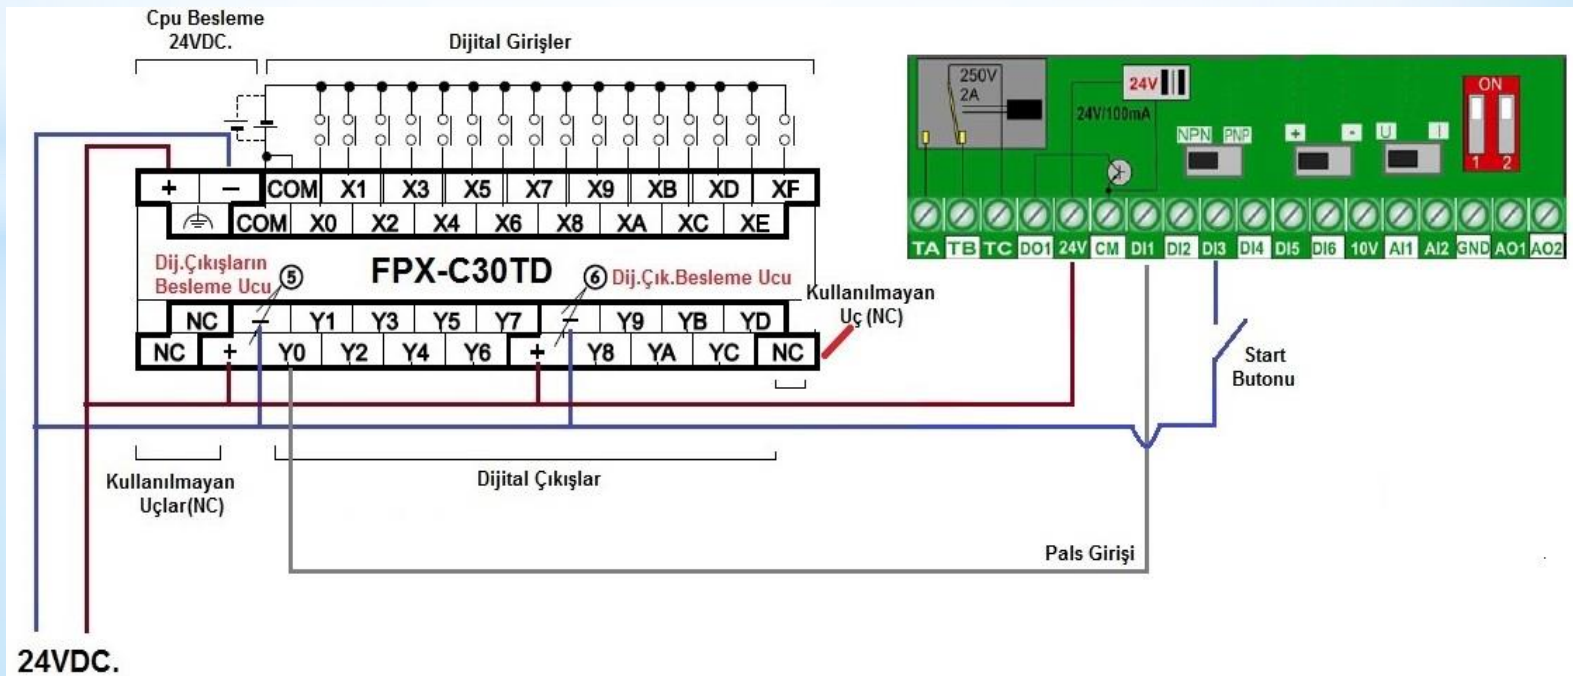 Cpu Besleme
24VDC.
Dijital Girişler
+ − COM X1 X3 X5 X7 X9 XB XD XF
COM X0 X2 X4 X6 X8 XA XC XE
Dij.Çıkışların
Besleme Ucu
5
FPX-C30TD
6
Dij.Çık.Besleme Ucu
Kullanılmayan
Uç (NC)
NC − Y1 Y3 Y5 Y7 − Y9 YB YD
NC + Y0 Y2 Y4 Y6 + Y8 YA YC NC
Kullanılmayan
Uçlar(NC)
Dijital Çıkışlar
24VDC.
250V
2A
24V
24V/100mA
NPN PNP
+ -
U I
ON
1 2
TA TB TC DO1 24V CM DI1 DI2 DI3 DI4 DI5 DI6 10V AI1 AI2 GND AO1 AO2
Start
Butonu
Pals Girişi